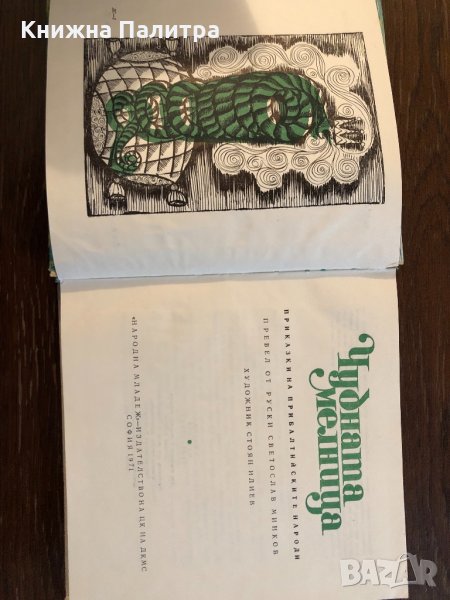 Книжна Палитра
Чудната
мелница
ПРИКАЗКИ НА ПРИБАЛТИЙСКИТЕ НАРОДИ
ПРЕВЕЛ ОТ РУСКИ СВЕТОСЛАВ МИНКОВ
ХУДОЖНИК СТОЯН ИЛИЕВ
«НАРОДНА МЛАДЕЖ»—ИЗДАТЕЛСТВО НА ЦК НА ДКМС
СОФИЯ 1971
BAZAR